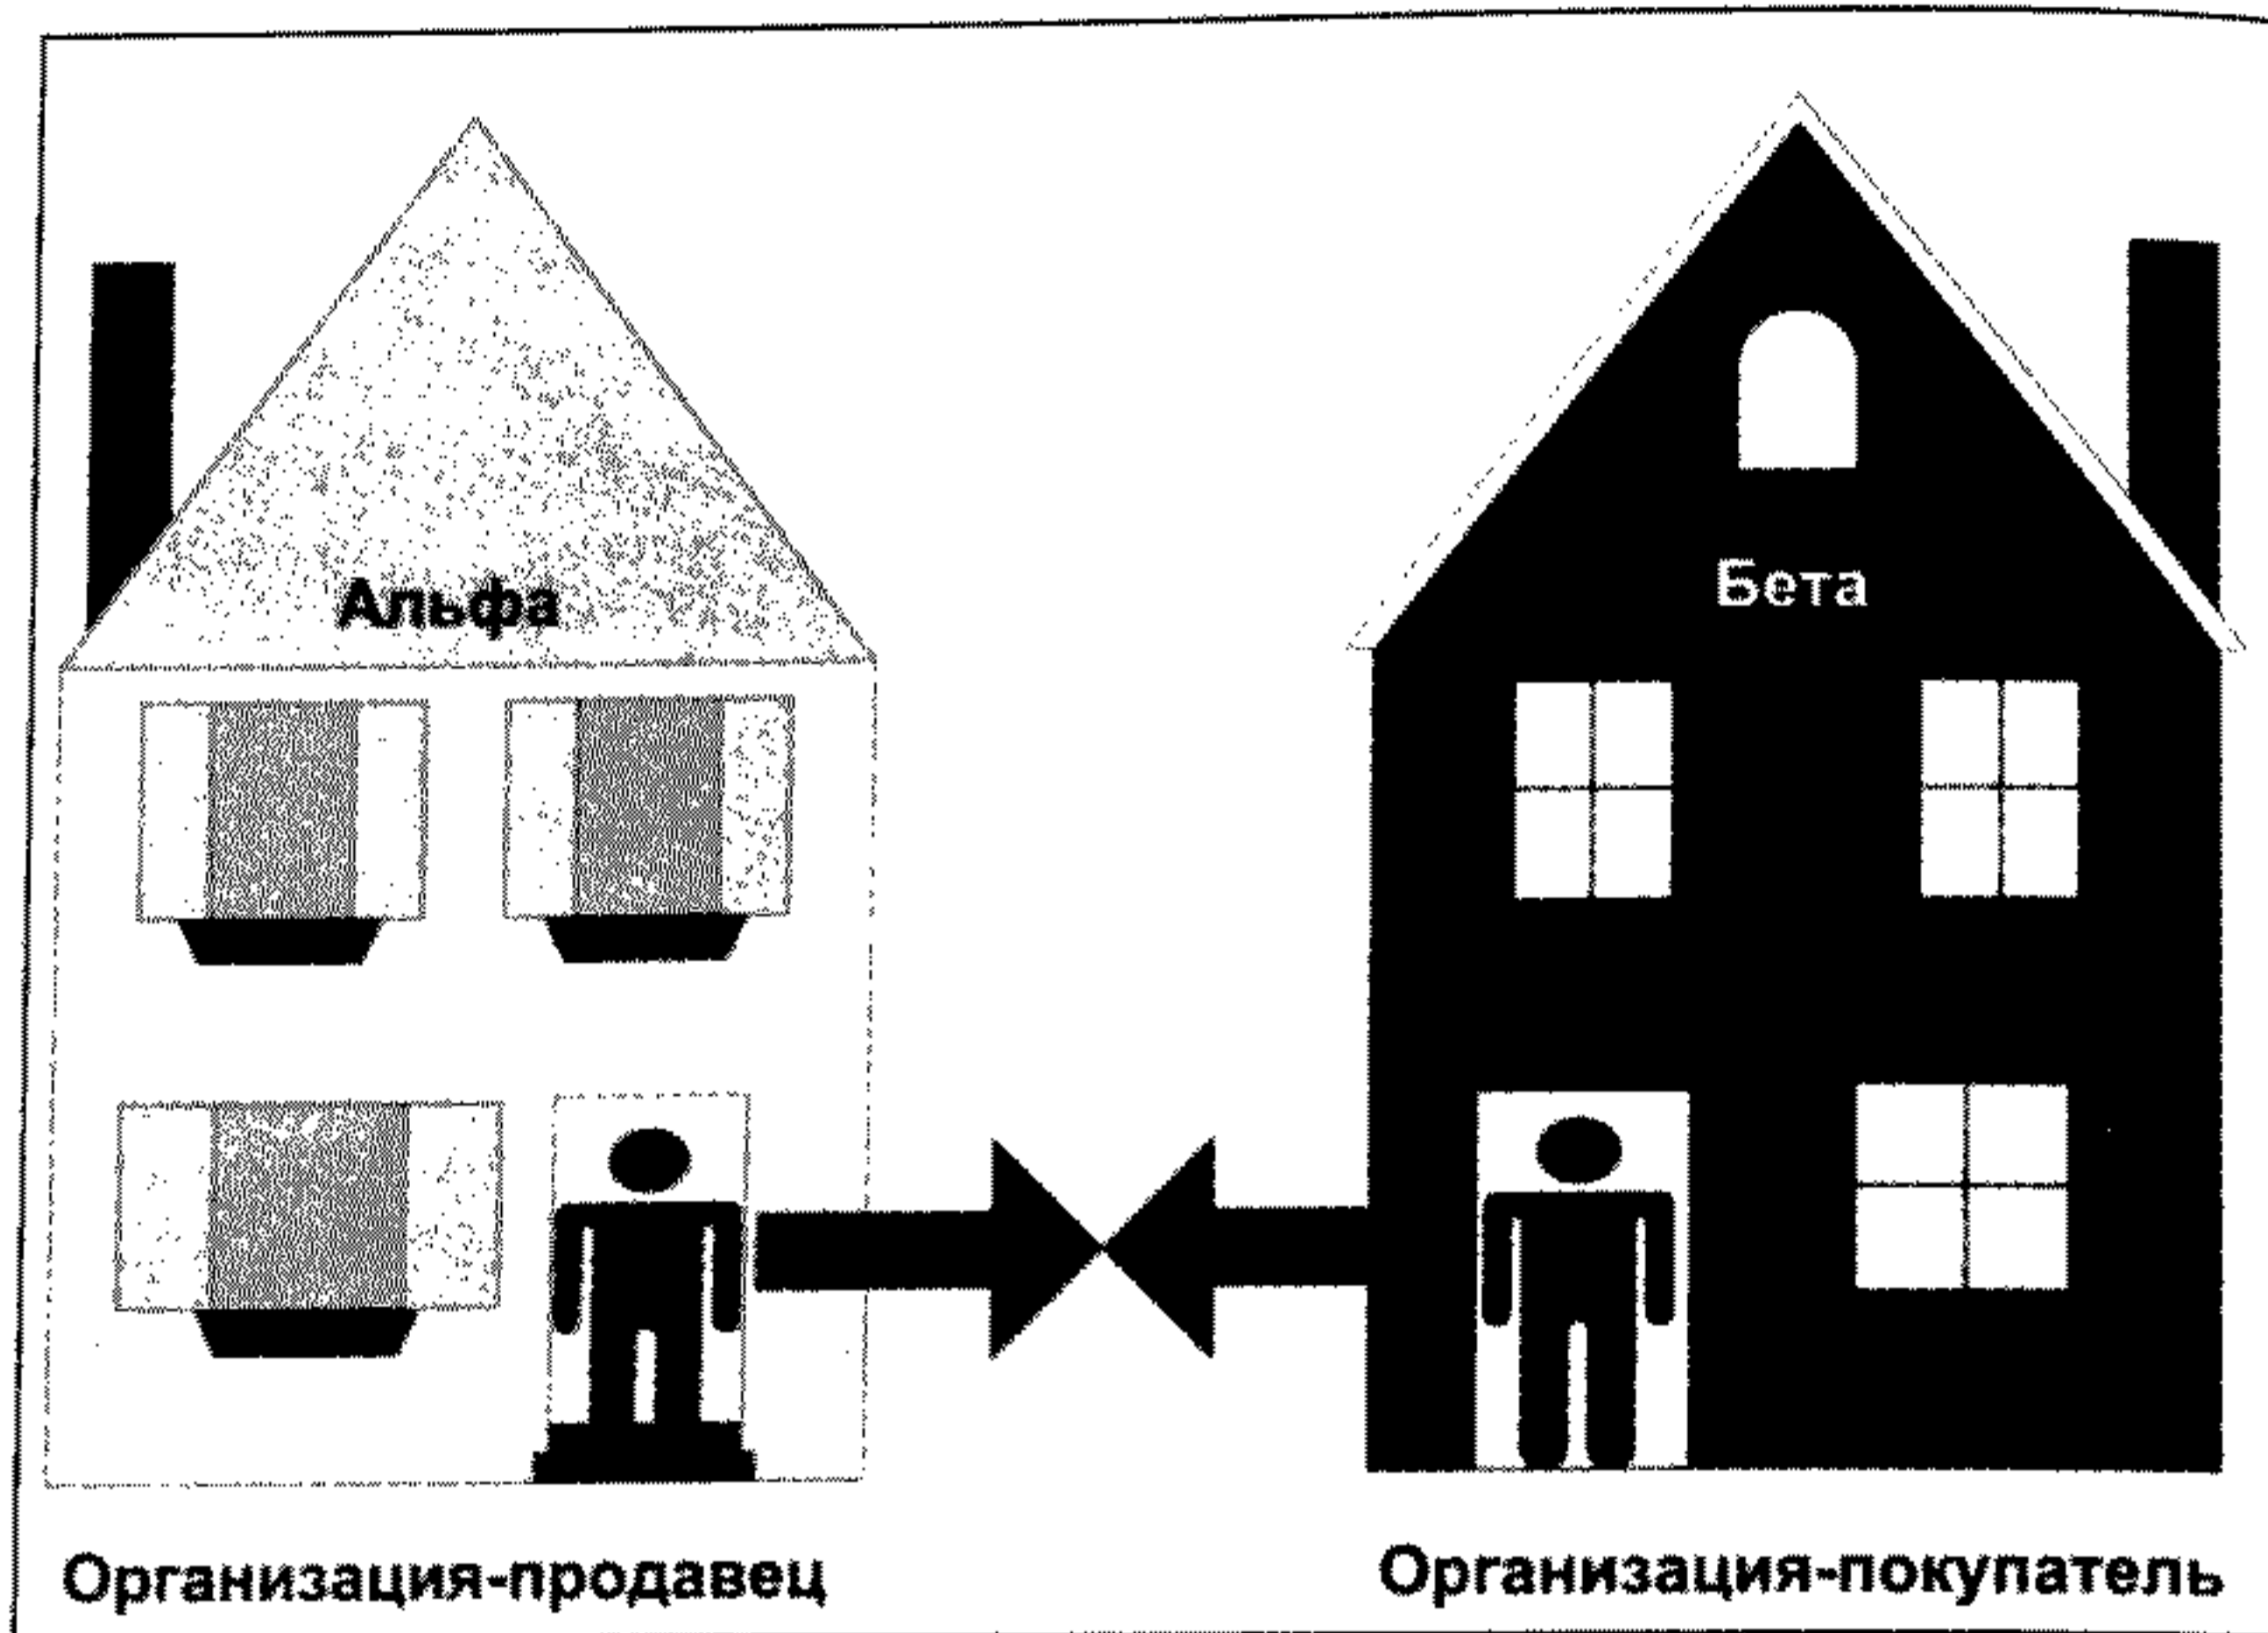 Альфа
Бета
Организация-продавец
Организация-покупатель